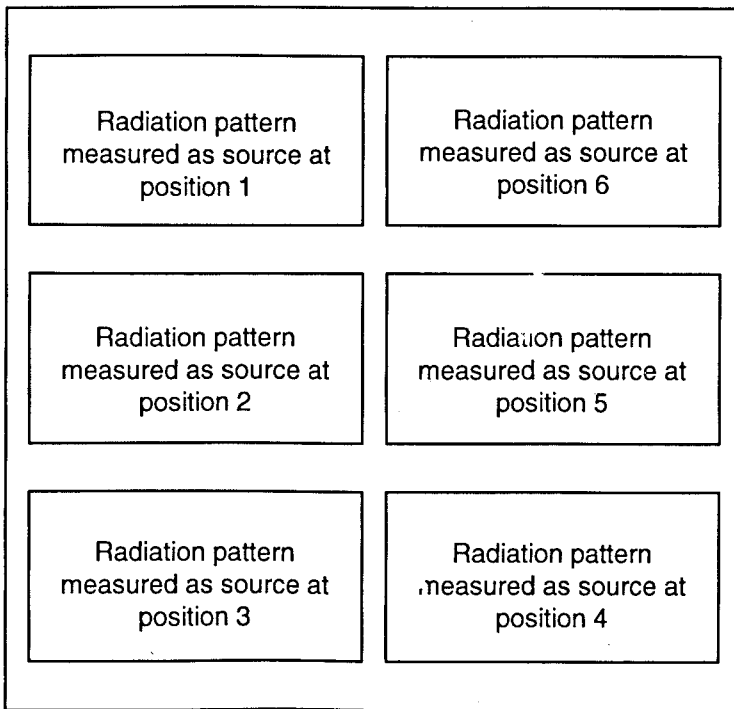 Radiation pattern
measured as source at
position 1
Radiation pattern
measured as source at
position 6
Radiation pattern
measured as source at
position 2
Radiation pattern
measured as source at
position 5
Radiation pattern
measured as source at
position 3
Radiation pattern
measured as source at
position 4